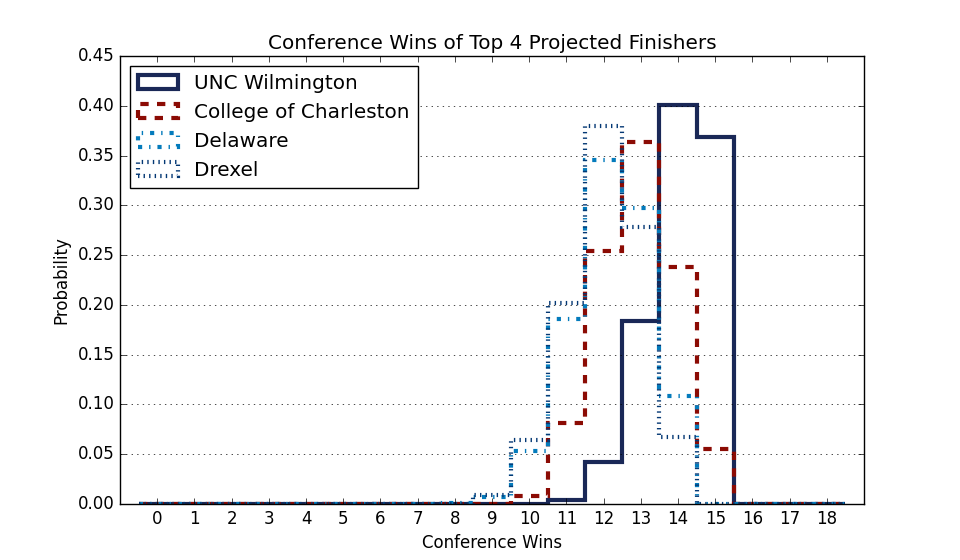 Conference Wins of Top 4 Projected Finishers
0.45
0.40
0.35
0.30
0.25
0.20
0.15
0.10
0.05
0.00
Probability
UNC Wilmington
College of Charleston
Delaware
Drexel
0 1 2 3 4 5 6 7 8 9 10 11 12 13 14 15 16 17 18
Conference Wins